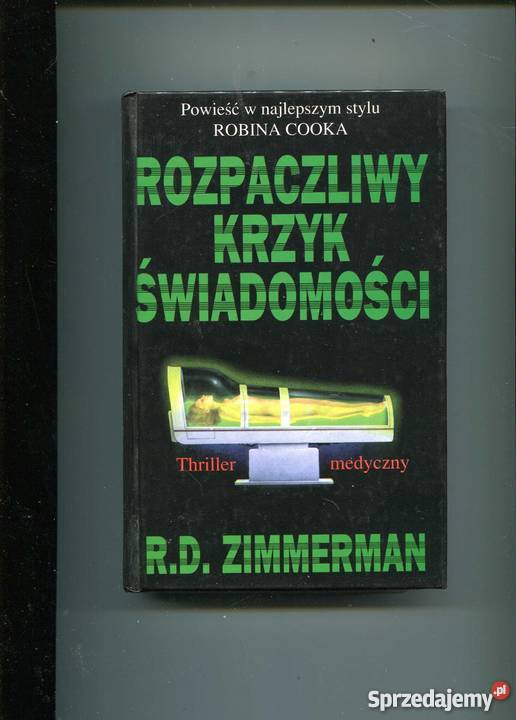 Powieść w najlepszym stylu
ROBINA COOKA
ROZPACZLIWY
KRZYK
ŚWIADOMOŚCI
Thriller medyczny
R.D. ZIMMERMAN
Sprzedajemy.pl